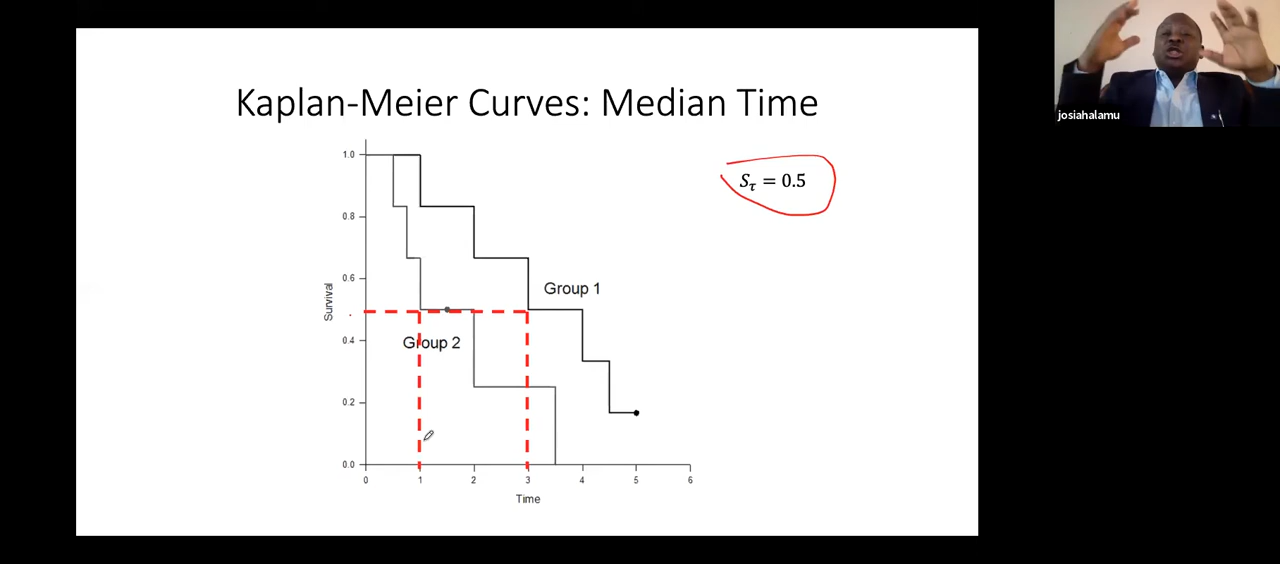 josiahalamu
Kaplan-Meier Curves: Median Time
S_τ = 0.5
1.0
0.8
0.6
0.4
0.2
0.0
Survival
Group 1
Group 2
0 1 2 3 4 5 6
Time